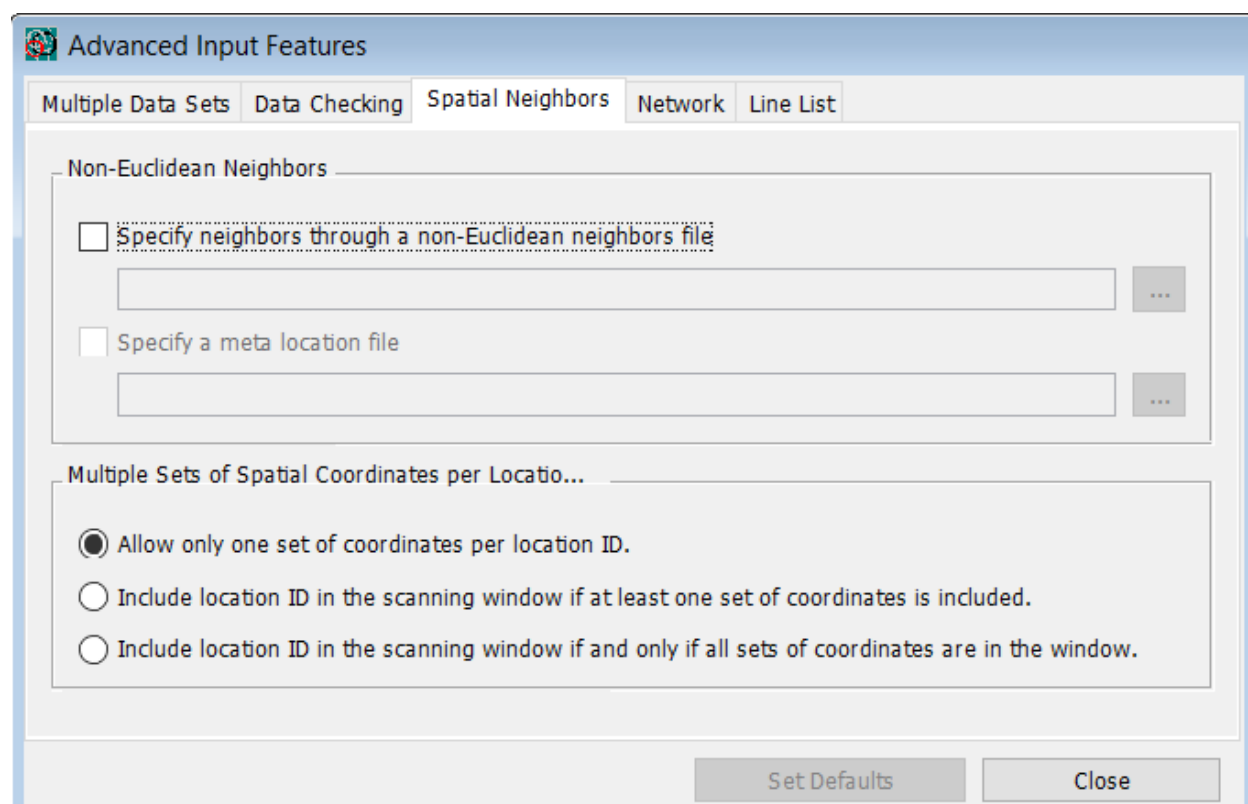 Advanced Input Features
Multiple Data Sets Data Checking Spatial Neighbors Network Line List
Non-Euclidean Neighbors
Specify neighbors through a non-Euclidean neighbors file
...
Specify a meta location file
...
Multiple Sets of Spatial Coordinates per Locatio...
Allow only one set of coordinates per location ID.
Include location ID in the scanning window if at least one set of coordinates is included.
Include location ID in the scanning window if and only if all sets of coordinates are in the window.
Set Defaults Close